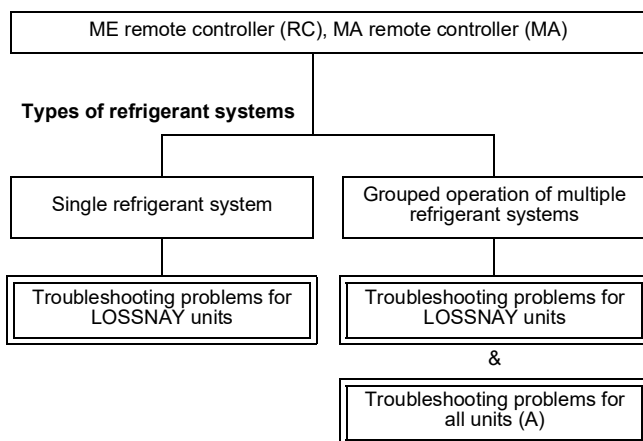 ME remote controller (RC), MA remote controller (MA)
Types of refrigerant systems
Single refrigerant system
Grouped operation of multiple
refrigerant systems
Troubleshooting problems for
LOSSNAY units
Troubleshooting problems for
LOSSNAY units
&
Troubleshooting problems for
all units (A)